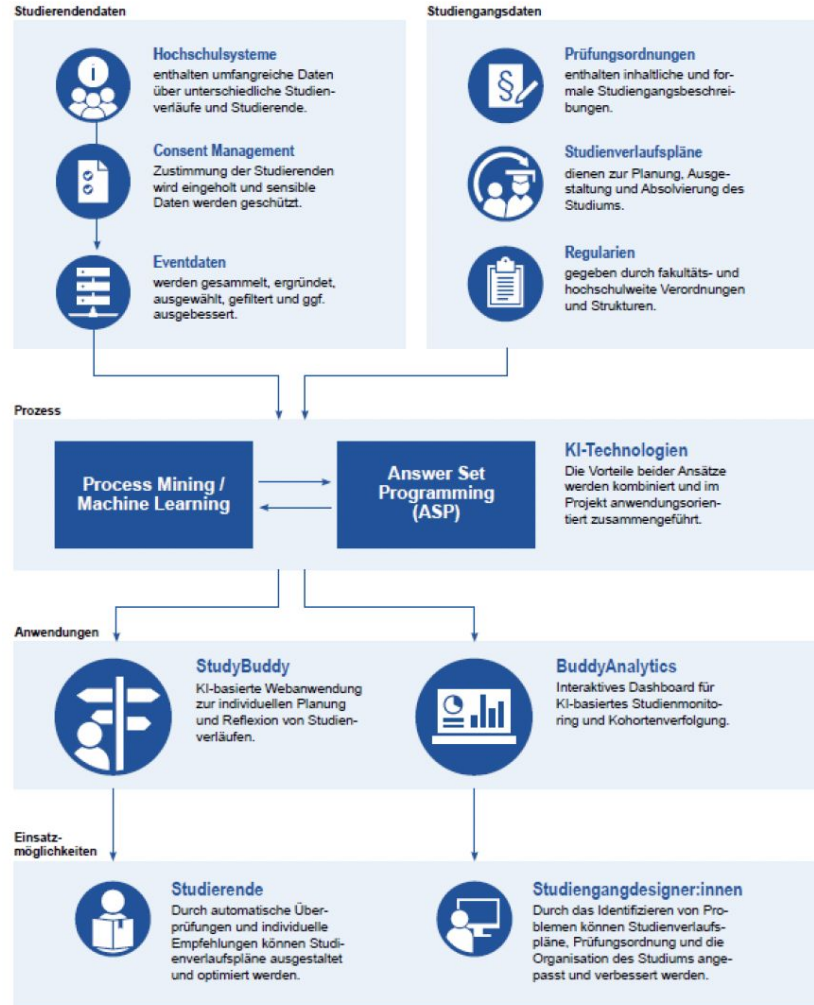 Studierendendaten
Hochschulsysteme
enthalten umfangreiche Daten
über unterschiedliche Studien-
verläufe und Studierende.
Consent Management
Zustimmung der Studierenden
wird eingeholt und sensible
Daten werden geschützt.
Eventdaten
werden gesammelt, ergründet,
ausgewählt, gefiltert und ggf.
ausgebessert.
Studiengangsdaten
Prüfungsordnungen
enthalten inhaltliche und for-
male Studiengangsbeschrei-
bungen.
Studienverlaufspläne
dienen zur Planung, Ausge-
staltung und Absolvierung des
Studiums.
Regularien
gegeben durch fakultäts- und
hochschulweite Verordnungen
und Strukturen.
Prozess
Process Mining /
Machine Learning
Answer Set
Programming
(ASP)
KI-Technologien
Die Vorteile beider Ansätze
werden kombiniert und im
Projekt anwendungsorien-
tiert zusammengeführt.
Anwendungen
StudyBuddy
KI-basierte Webanwendung
zur individuellen Planung
und Reflexion von Studien-
verläufen.
BuddyAnalytics
Interaktives Dashboard für
KI-basiertes Studienmonito-
ring und Kohortenverfolgung.
Einsatz-
möglichkeiten
Studierende
Durch automatische Über-
prüfungen und individuelle
Empfehlungen können Studi-
enverlaufspläne ausgestaltet
und optimiert werden.
Studiengangdesigner:innen
Durch das Identifizieren von Pro-
blemen können Studienverlaufs-
pläne, Prüfungsordnung und die
Organisation des Studiums ange-
passt und verbessert werden.